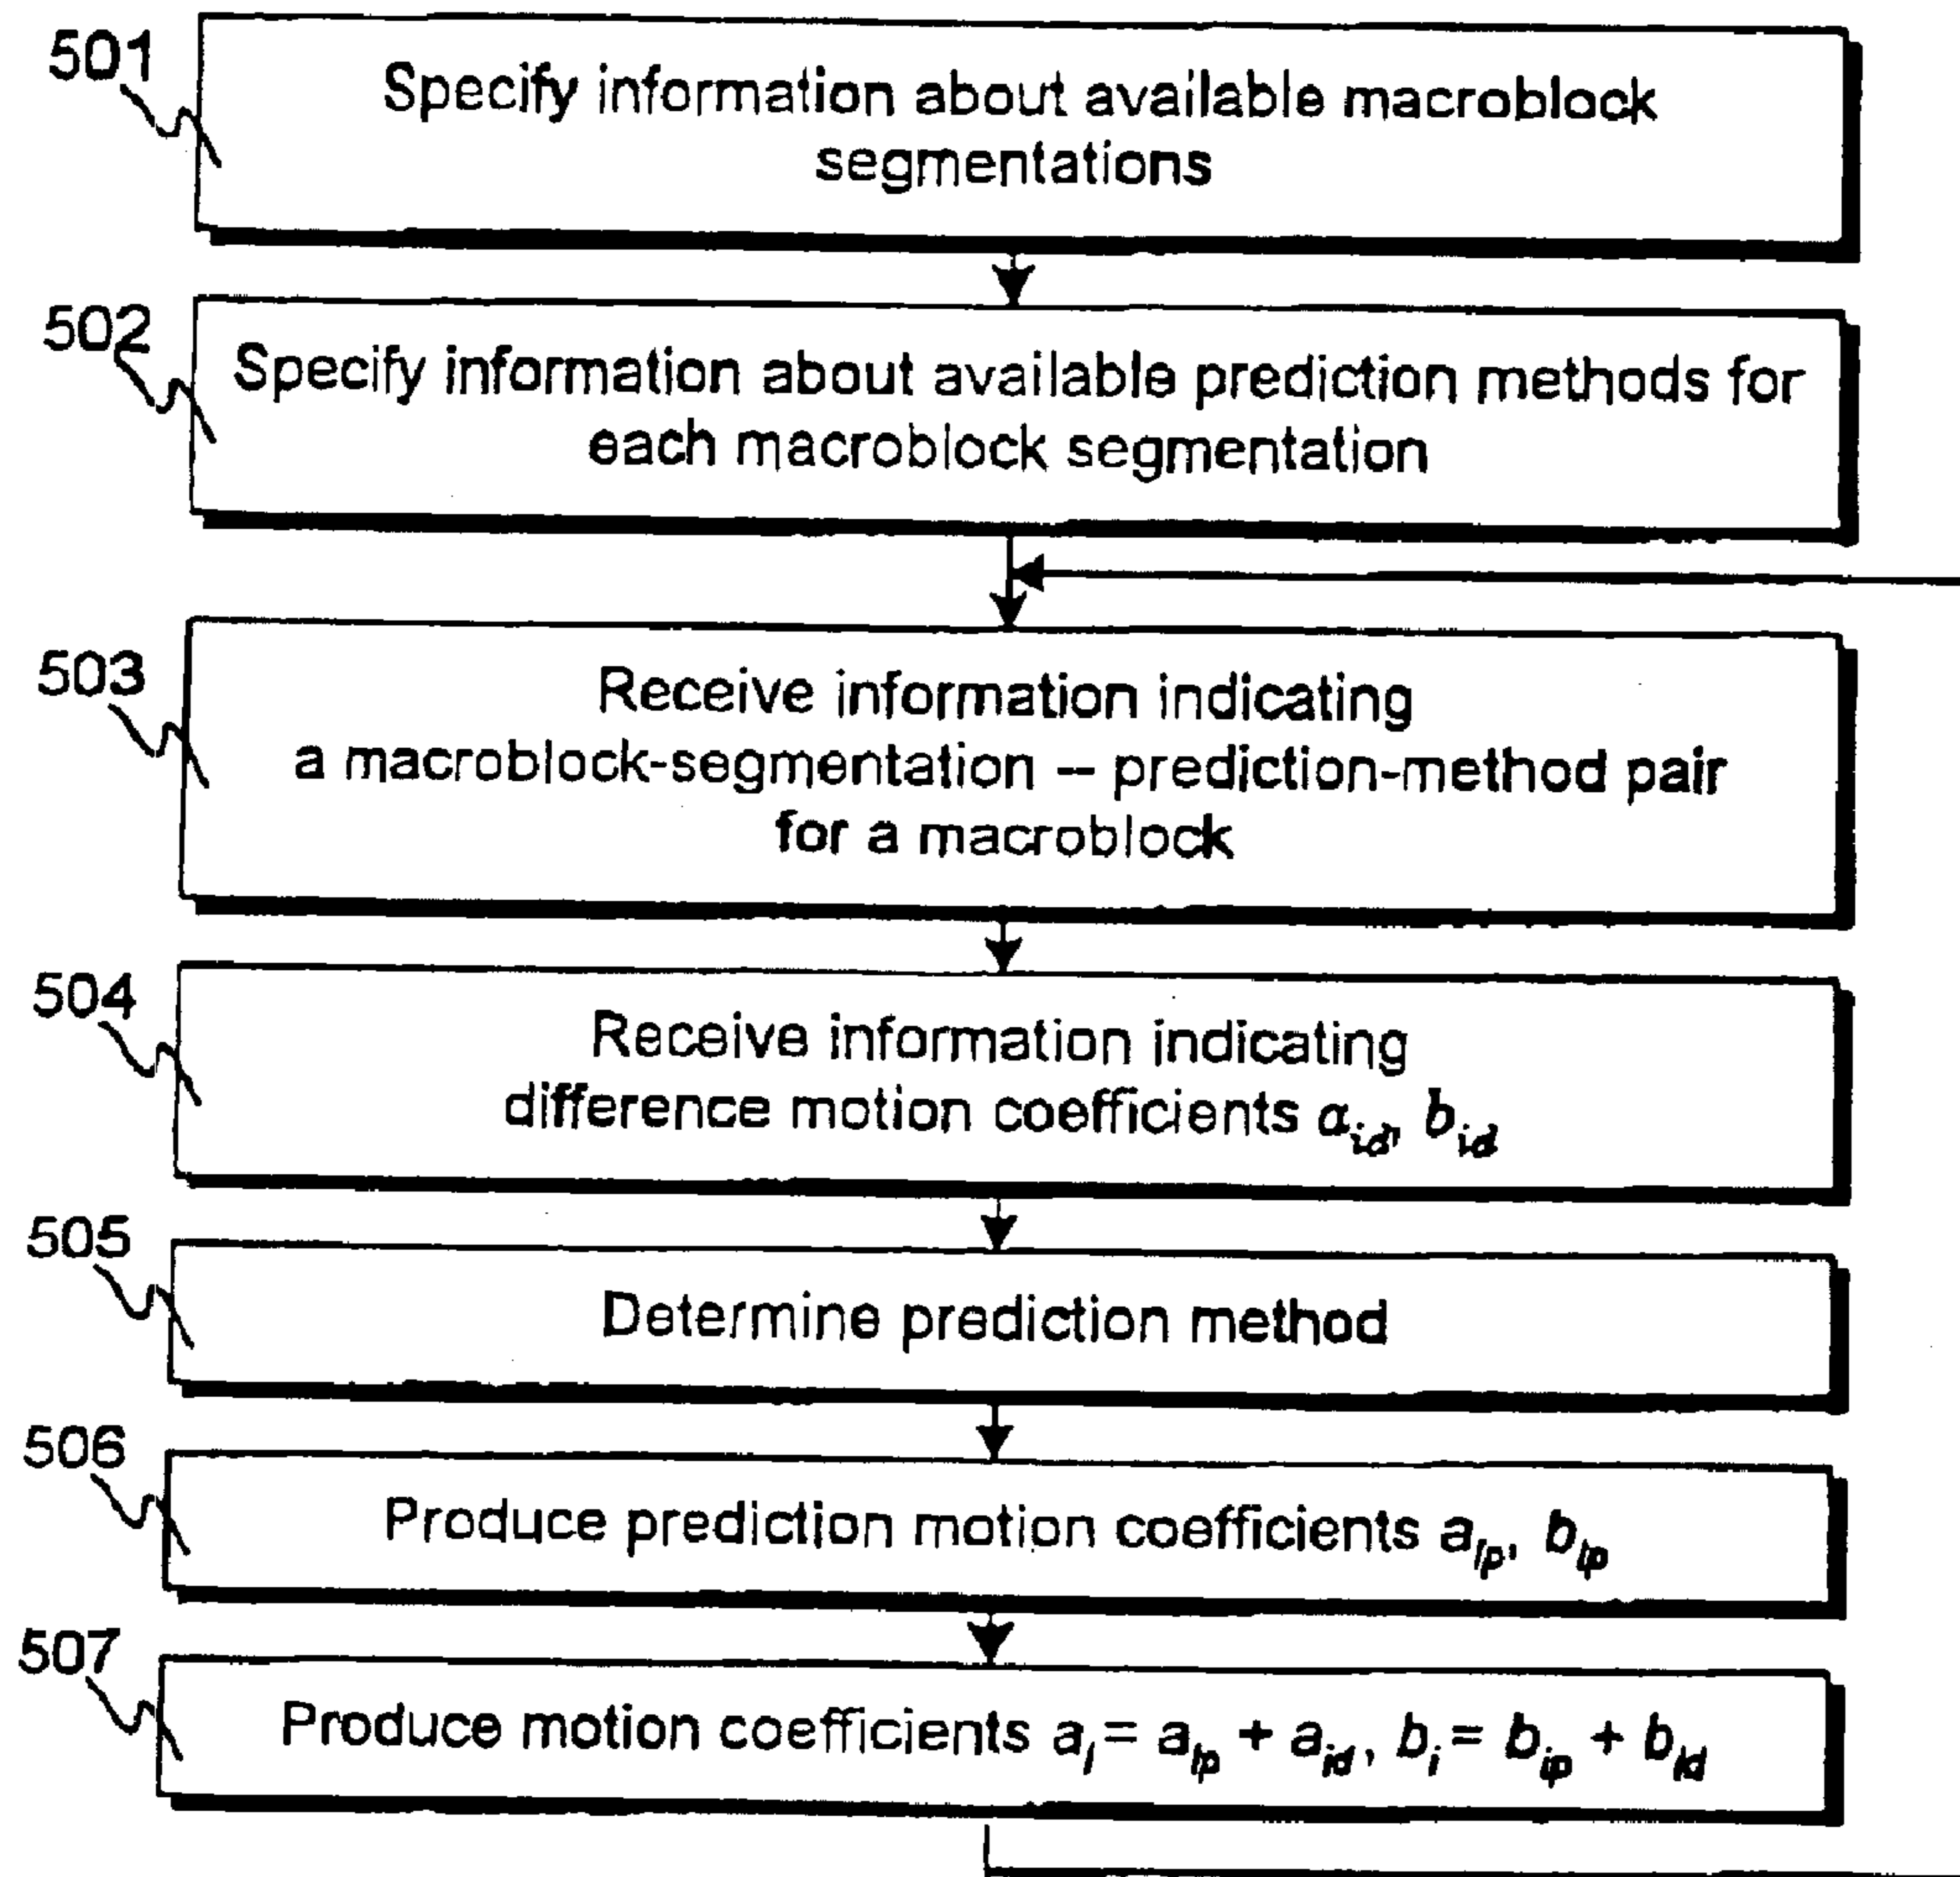 501
Specify information about available macroblock
segmentations
502
Specify information about available prediction methods for
each macroblock segmentation
503
Receive information indicating
a macroblock-segmentation – prediction-method pair
for a macroblock
504
Receive information indicating
difference motion coefficients a_id, b_id
505
Determine prediction method
506
Produce prediction motion coefficients a_ip, b_ip
507
Produce motion coefficients a_i = a_ip + a_id, b_i = b_ip + b_id